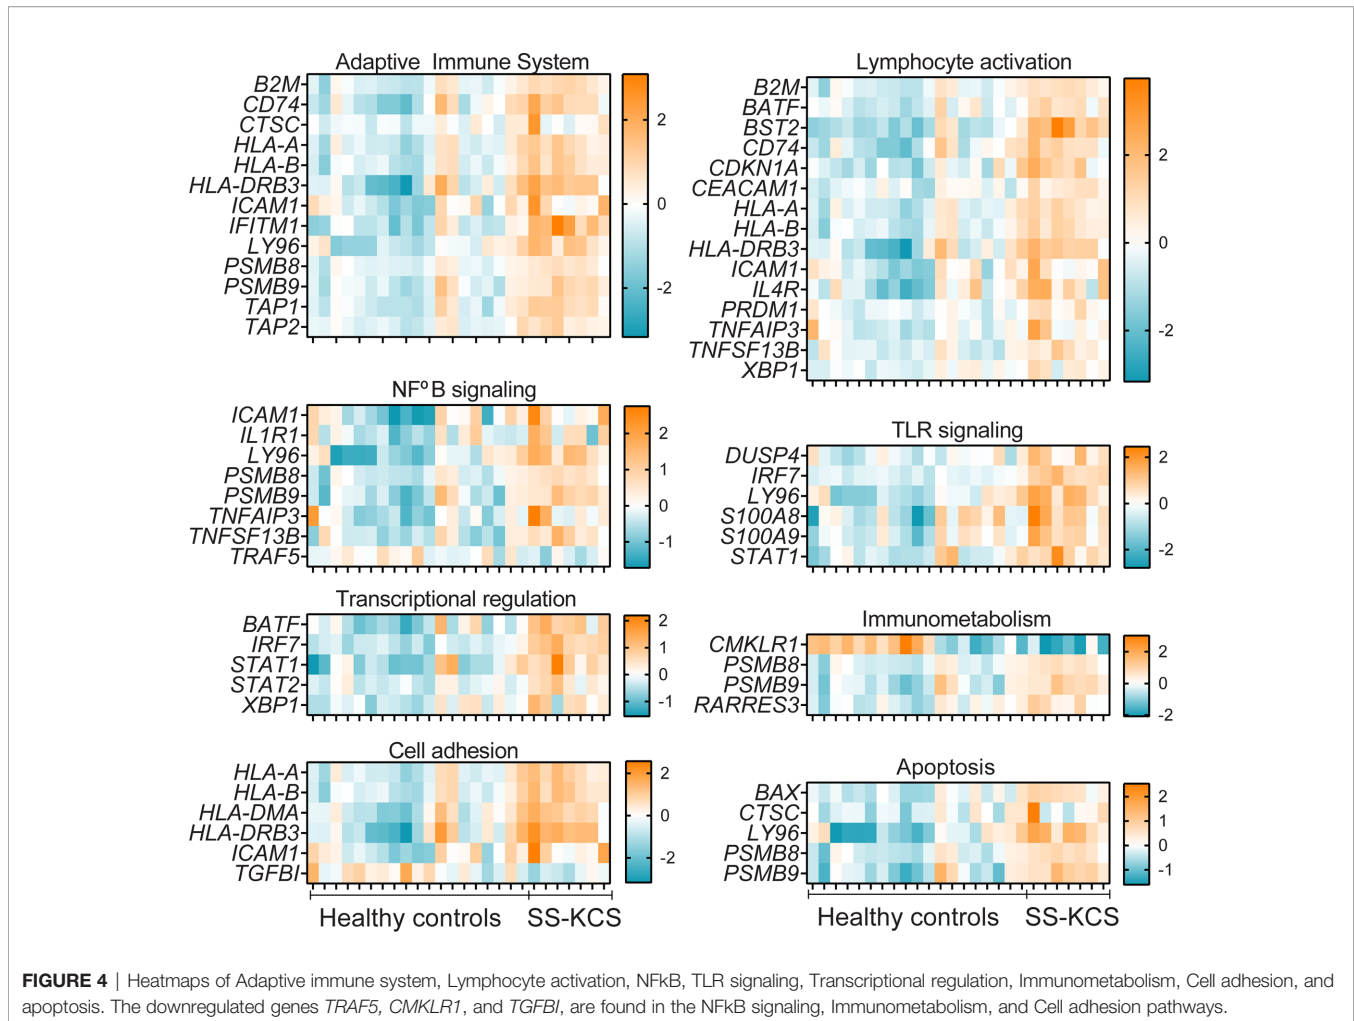 Adaptive Immune System
B2M
CD74
CTSC
HLA-A
HLA-B
HLA-DRB3
ICAM1
IFITM1
LY96
PSMB8
PSMB9
TAP1
TAP2
2
0
-2
Lymphocyte activation
B2M
BATF
BST2
CD74
CDKN1A
CEACAM1
HLA-A
HLA-B
HLA-DRB3
ICAM1
IL4R
PRDM1
TNFAIP3
TNFSF13B
XBP1
2
0
-2
NFº B signaling
ICAM1
IL1R1
LY96
PSMB8
PSMB9
TNFAIP3
TNFSF13B
TRAF5
2
1
0
-1
TLR signaling
DUSP4
IRF7
LY96
S100A8
S100A9
STAT1
2
0
-2
Transcriptional regulation
BATF
IRF7
STAT1
STAT2
XBP1
2
1
0
-1
Immunometabolism
CMKLR1
PSMB8
PSMB9
RARRES3
2
0
-2
Cell adhesion
HLA-A
HLA-B
HLA-DMA
HLA-DRB3
ICAM1
TGFBI
2
0
-2
Healthy controls SS-KCS
Apoptosis
BAX
CTSC
LY96
PSMB8
PSMB9
2
1
0
-1
Healthy controls SS-KCS
FIGURE 4 | Heatmaps of Adaptive immune system, Lymphocyte activation, NFkB, TLR signaling, Transcriptional regulation, Immunometabolism, Cell adhesion, and
apoptosis. The downregulated genes TRAF5, CMKLR1, and TGFBI, are found in the NFkB signaling, Immunometabolism, and Cell adhesion pathways.